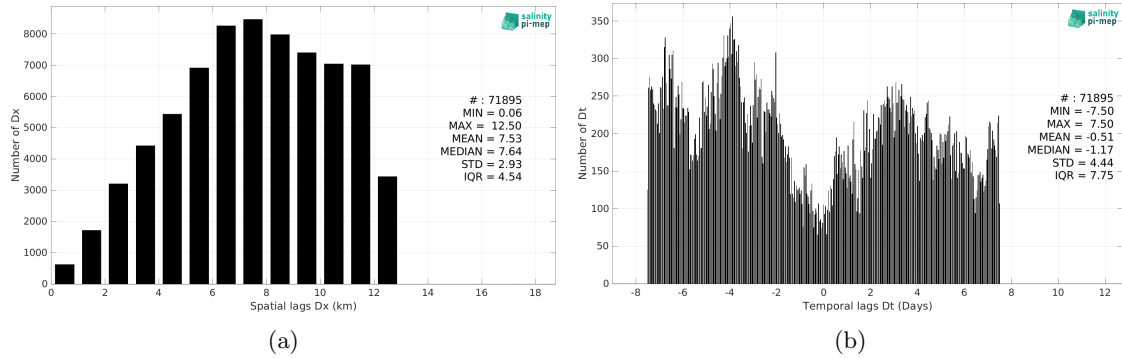 salinity
pi-mep
8000
7000
6000
5000
4000
3000
2000
1000
0
Number of Dx
# : 71895
MIN = 0.06
MAX = 12.50
MEAN = 7.53
MEDIAN = 7.64
STD = 2.93
IQR = 4.54
0 2 4 6 8 10 12 14 16 18
Spatial lags Dx (km)
(a)
salinity
pi-mep
350
300
250
200
150
100
50
0
Number of Dt
# : 71895
MIN = -7.50
MAX = 7.50
MEAN = -0.51
MEDIAN = -1.17
STD = 4.44
IQR = 7.75
-8 -6 -4 -2 0 2 4 6 8 10 12
Temporal lags Dt (Days)
(b)